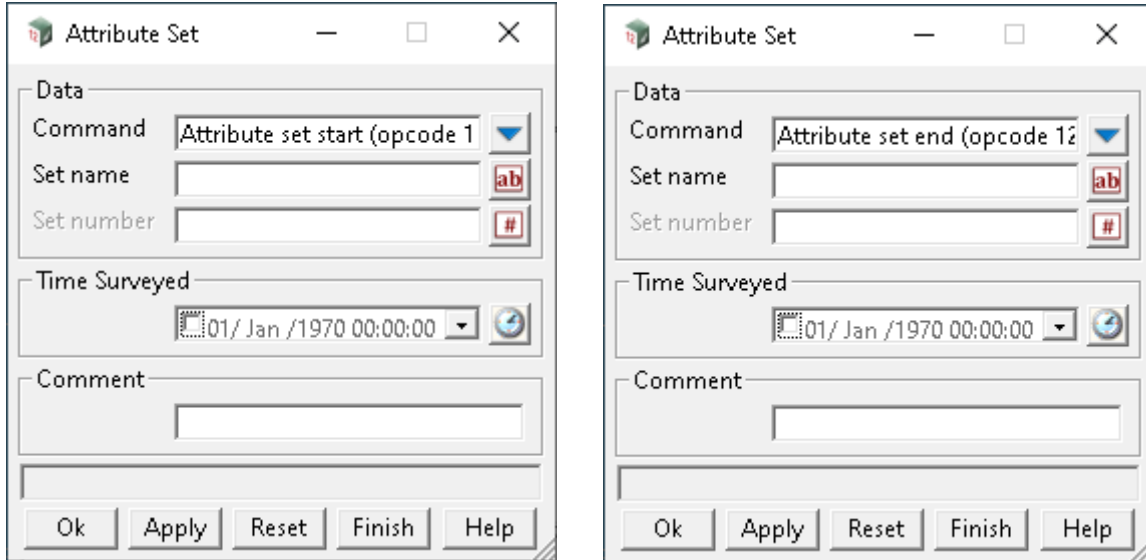 Attribute Set
Data
Command Attribute set start (opcode 1
Set name ab
Set number #
Time Surveyed
01/ Jan /1970 00:00:00
Comment
Ok Apply Reset Finish Help
Attribute Set
Data
Command Attribute set end (opcode 12
Set name ab
Set number #
Time Surveyed
01/ Jan /1970 00:00:00
Comment
Ok Apply Reset Finish Help